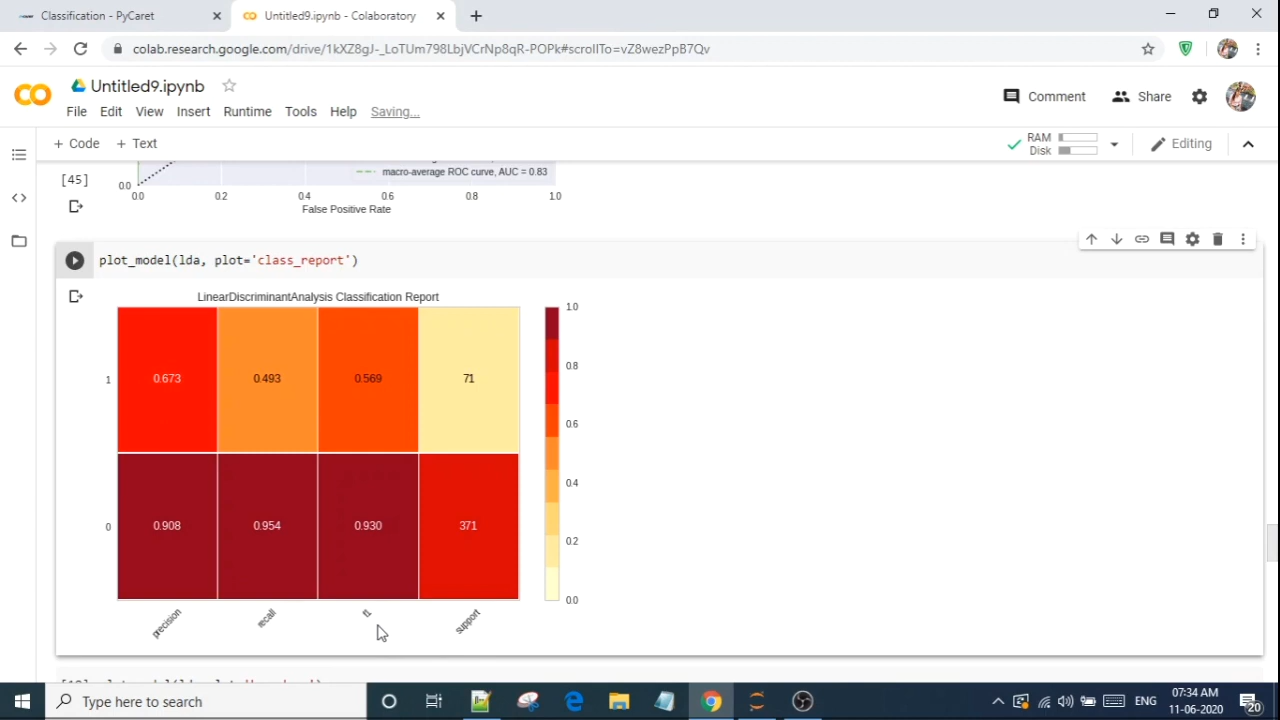 Classification - PyCaret
Untitled9.ipynb - Colaboratory
colab.research.google.com/drive/1kXZ8gJ-_LoTUm798LbjVCrNp8qR-POPk#scrollTo=vZ8wezPpB7Qv
Untitled9.ipynb
File Edit View Insert Runtime Tools Help Saving...
Comment Share
+ Code + Text
RAM
Disk
Editing
[45]
0.0
macro-average ROC curve, AUC = 0.83
0.0 0.2 0.4 0.6 0.8 1.0
False Positive Rate
plot_model(lda, plot='class_report')
LinearDiscriminantAnalysis Classification Report
1 0.673 0.493 0.569 71
0 0.908 0.954 0.930 371
precision recall f1 support
1.0
0.8
0.6
0.4
0.2
0.0
Type here to search
ENG
07:34 AM
11-06-2020
20